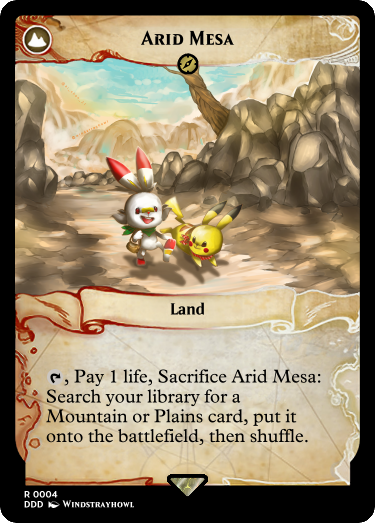 Arid Mesa
Land
, Pay 1 life, Sacrifice Arid Mesa:
Search your library for a
Mountain or Plains card, put it
onto the battlefield, then shuffle.
R 0004
DDD Windstrayhowl